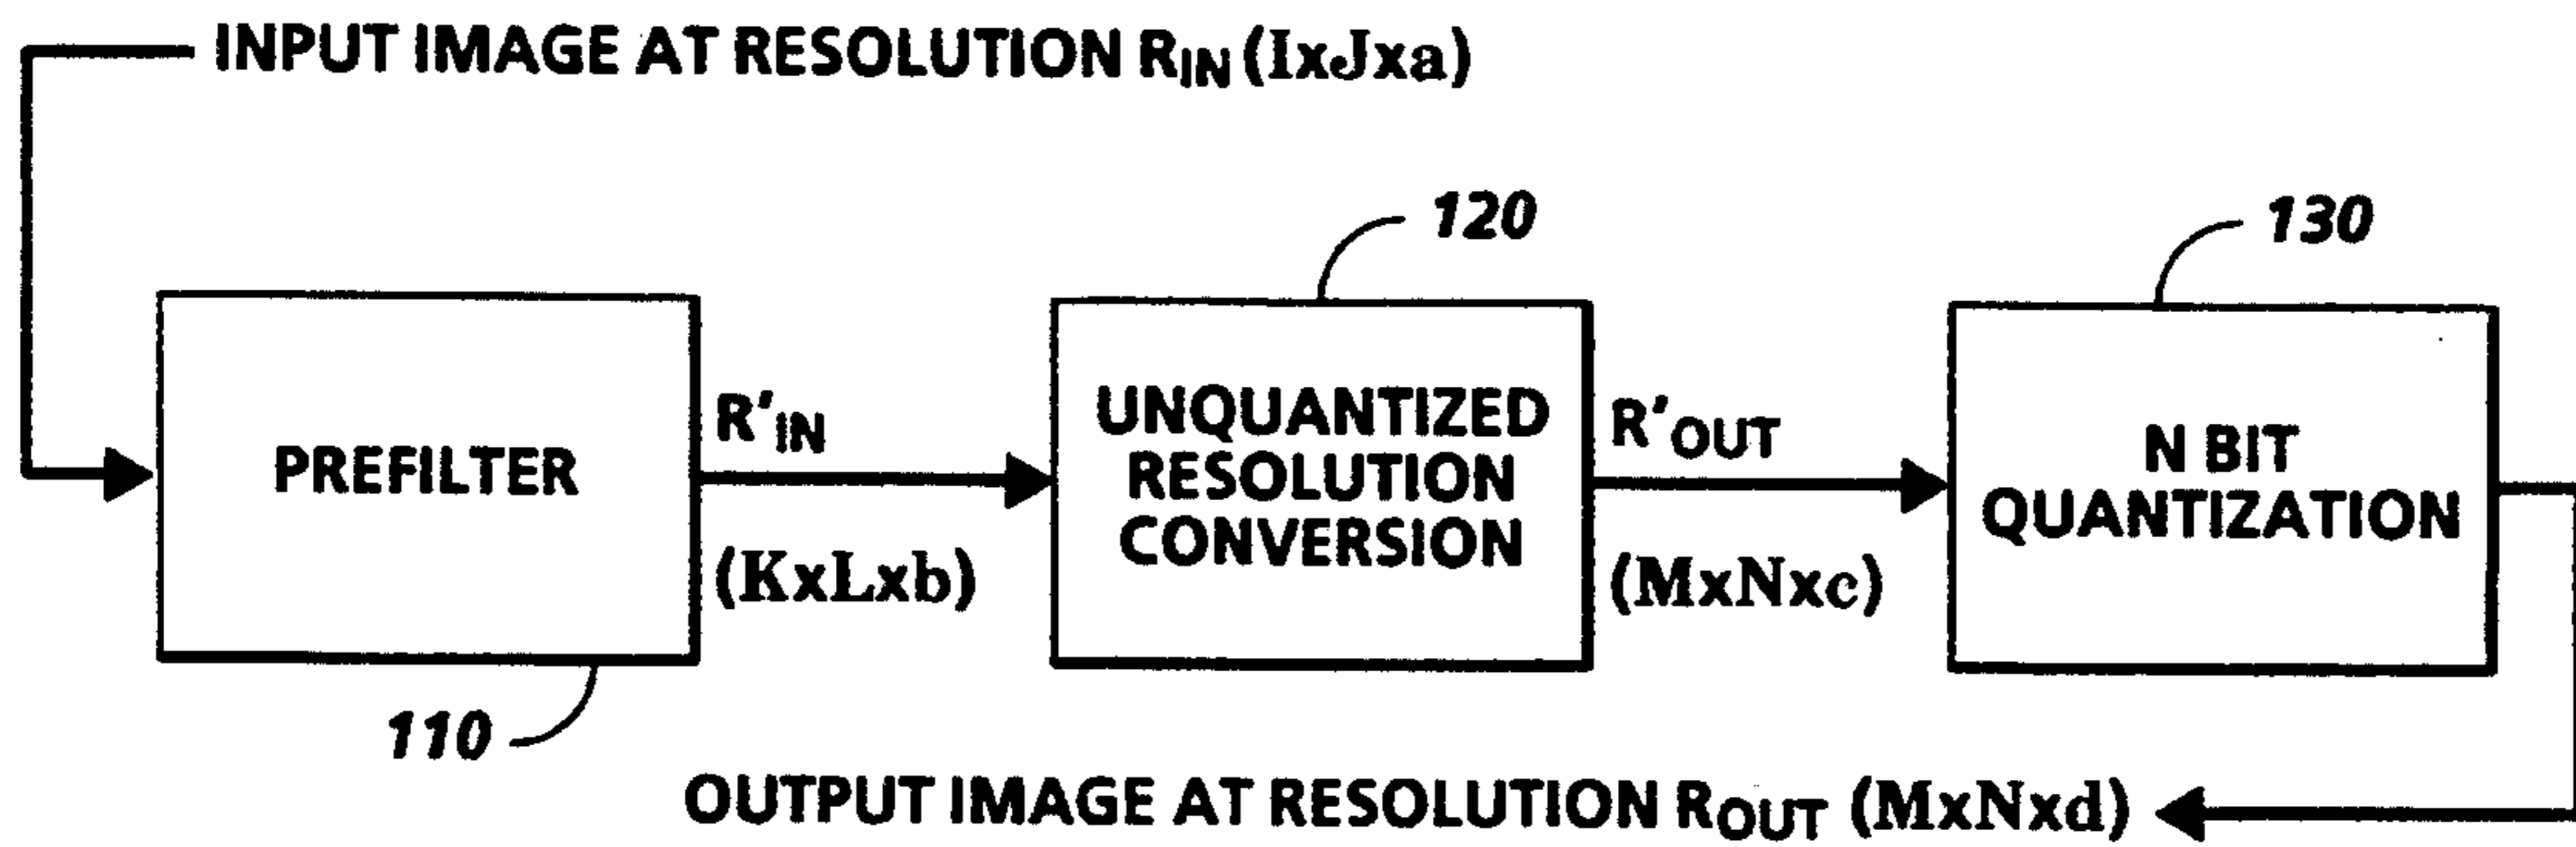 INPUT IMAGE AT RESOLUTION RIN (IxJxa)
120
130
PREFILTER
R'IN
(KxLxb)
UNQUANTIZED
RESOLUTION
CONVERSION
R'OUT
(MxNxc)
N BIT
QUANTIZATION
110
OUTPUT IMAGE AT RESOLUTION ROUT (MxNxd)